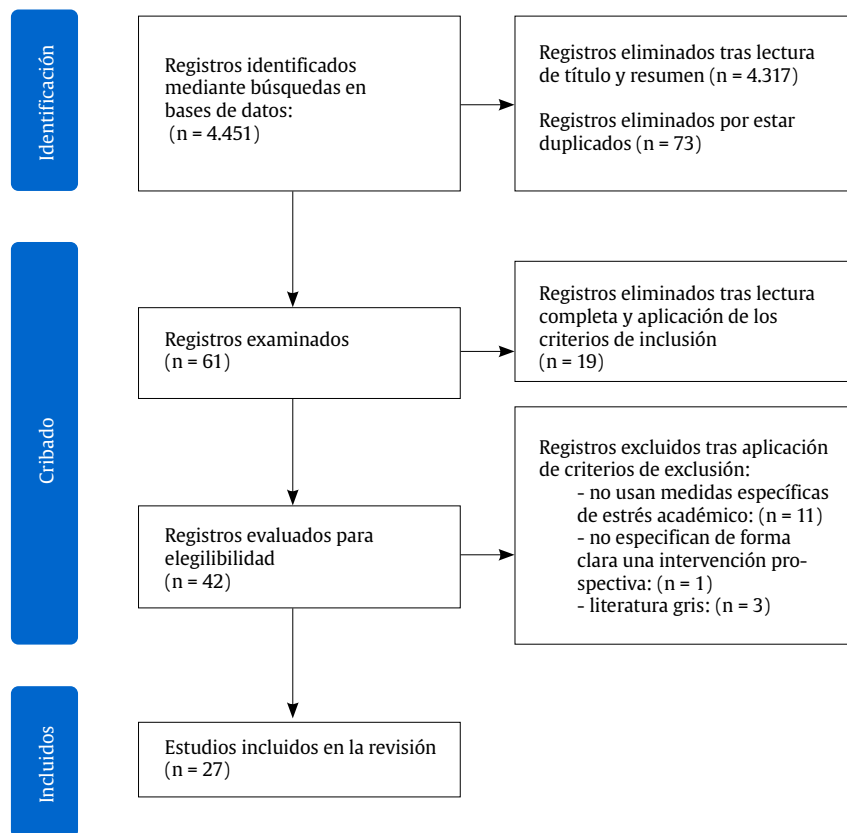 Identificación
Registros identificados
mediante búsquedas en
bases de datos:
(n = 4.451)
Registros eliminados tras lectura
de título y resumen (n = 4.317)
Registros eliminados por estar
duplicados (n = 73)
Cribado
Registros examinados
(n = 61)
Registros eliminados tras lectura
completa y aplicación de los
criterios de inclusión
(n = 19)
Registros evaluados para
elegilibilidad
(n = 42)
Registros excluidos tras aplicación
de criterios de exclusión:
- no usan medidas específicas
de estrés académico: (n = 11)
- no especifican de forma
clara una intervención pro-
spectiva: (n = 1)
- literatura gris: (n = 3)
Incluidos
Estudios incluidos en la revisión
(n = 27)